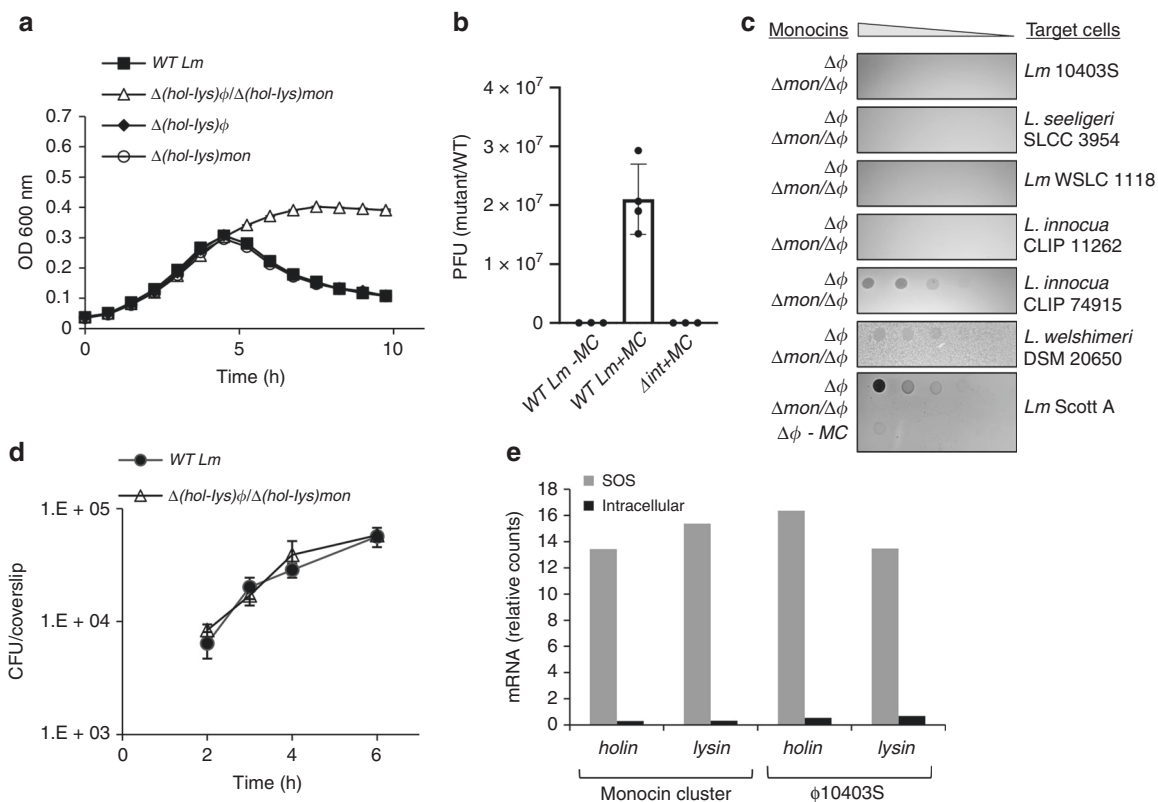 a
WT Lm
Δ(hol-lys)ϕ/Δ(hol-lys)mon
Δ(hol-lys)ϕ
Δ(hol-lys)mon
0.7
0.6
0.5
0.4
0.3
0.2
0.1
0
OD 600 nm
0 5 10
Time (h)
b
4 × 10⁷
3 × 10⁷
2 × 10⁷
1 × 10⁷
0
PFU (mutant/WT)
WT Lm -MC
WT Lm+MC
Δint+MC
c
Monocins
Target cells
Δϕ
Δmon/Δϕ
Lm 10403S
Δϕ
Δmon/Δϕ
L. seeligeri
SLCC 3954
Δϕ
Δmon/Δϕ
Lm WSLC 1118
Δϕ
Δmon/Δϕ
L. innocua
CLIP 11262
Δϕ
Δmon/Δϕ
L. innocua
CLIP 74915
Δϕ
Δmon/Δϕ
L. welshimeri
DSM 20650
Δϕ
Δmon/Δϕ
Δϕ - MC
Lm Scott A
d
WT Lm
Δ(hol-lys)ϕ/Δ(hol-lys)mon
1.E + 05
1.E + 04
1.E + 03
CFU/coverslip
0 2 4 6
Time (h)
e
SOS
Intracellular
18
16
14
12
10
8
6
4
2
0
mRNA (relative counts)
holin lysin holin lysin
Monocin cluster ϕ10403S